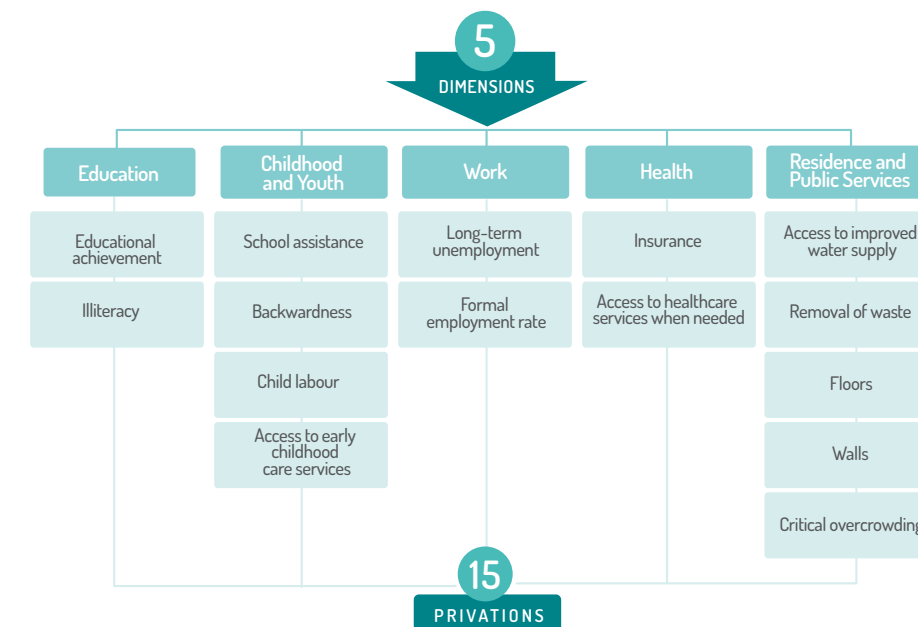 5
DIMENSIONS
Education
Childhood
and Youth
Work
Health
Residence and
Public Services
Educational
achievement
Illiteracy
School assistance
Backwardness
Child labour
Access to early
childhood
care services
Long-term
unemployment
Formal
employment rate
Insurance
Access to healthcare
services when needed
Access to improved
water supply
Removal of waste
Floors
Walls
Critical overcrowding
15
PRIVATIONS